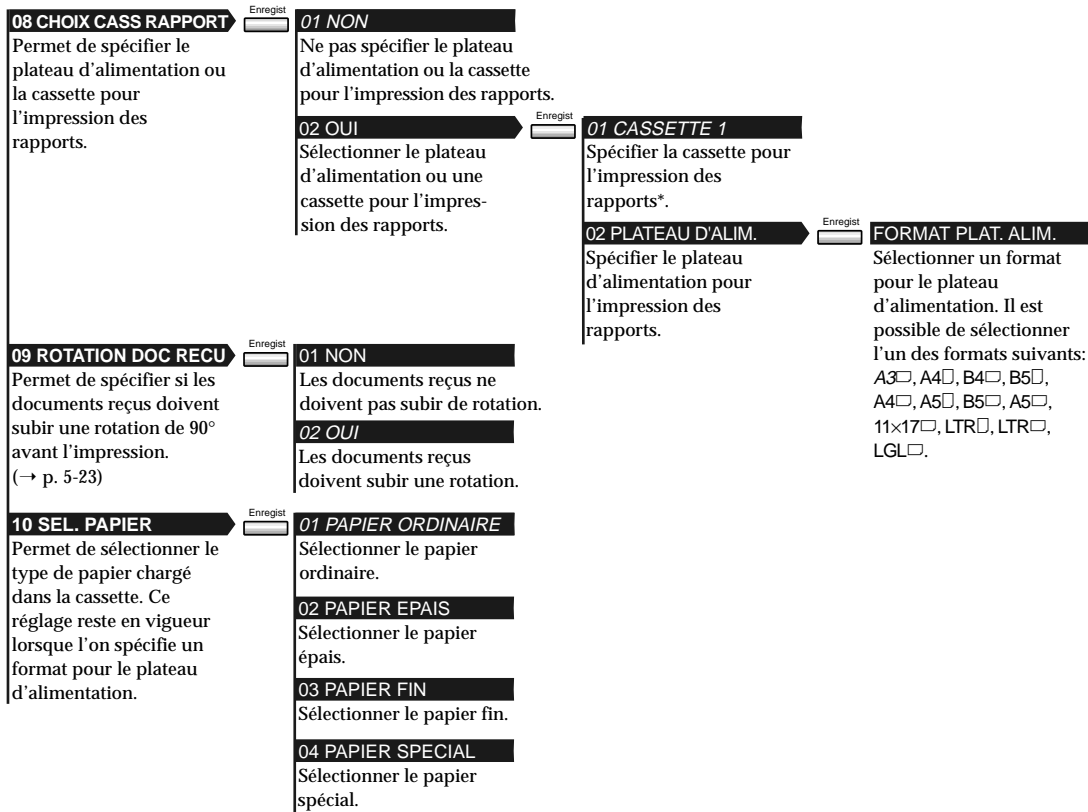 08 CHOIX CASS RAPPORT
Enregist
01 NON
Permet de spécifier le
plateau d'alimentation ou
la cassette pour
l'impression des
rapports.
Ne pas spécifier le plateau
d'alimentation ou la cassette
pour l'impression des rapports.
02 OUI
Enregist
01 CASSETTE 1
Sélectionner le plateau
d'alimentation ou une
cassette pour l'impres-
sion des rapports.
Spécifier la cassette pour
l'impression des
rapports*.
02 PLATEAU D'ALIM.
Enregist
FORMAT PLAT. ALIM.
Spécifier le plateau
d'alimentation pour
l'impression des
rapports.
Sélectionner un format
pour le plateau
d'alimentation. Il est
possible de sélectionner
l'un des formats suivants:
A3▭, A4▯, B4▭, B5▯,
A4▭, A5▯, B5▭, A5▭,
11×17▭, LTR▯, LTR▭,
LGL▭.
09 ROTATION DOC RECU
Enregist
01 NON
Permet de spécifier si les
documents reçus doivent
subir une rotation de 90°
avant l'impression.
(→ p. 5-23)
Les documents reçus ne
doivent pas subir de rotation.
02 OUI
Les documents reçus
doivent subir une rotation.
10 SEL. PAPIER
Enregist
01 PAPIER ORDINAIRE
Permet de sélectionner le
type de papier chargé
dans la cassette. Ce
réglage reste en vigueur
lorsque l'on spécifie un
format pour le plateau
d'alimentation.
Sélectionner le papier
ordinaire.
02 PAPIER EPAIS
Sélectionner le papier
épais.
03 PAPIER FIN
Sélectionner le papier fin.
04 PAPIER SPECIAL
Sélectionner le papier
spécial.